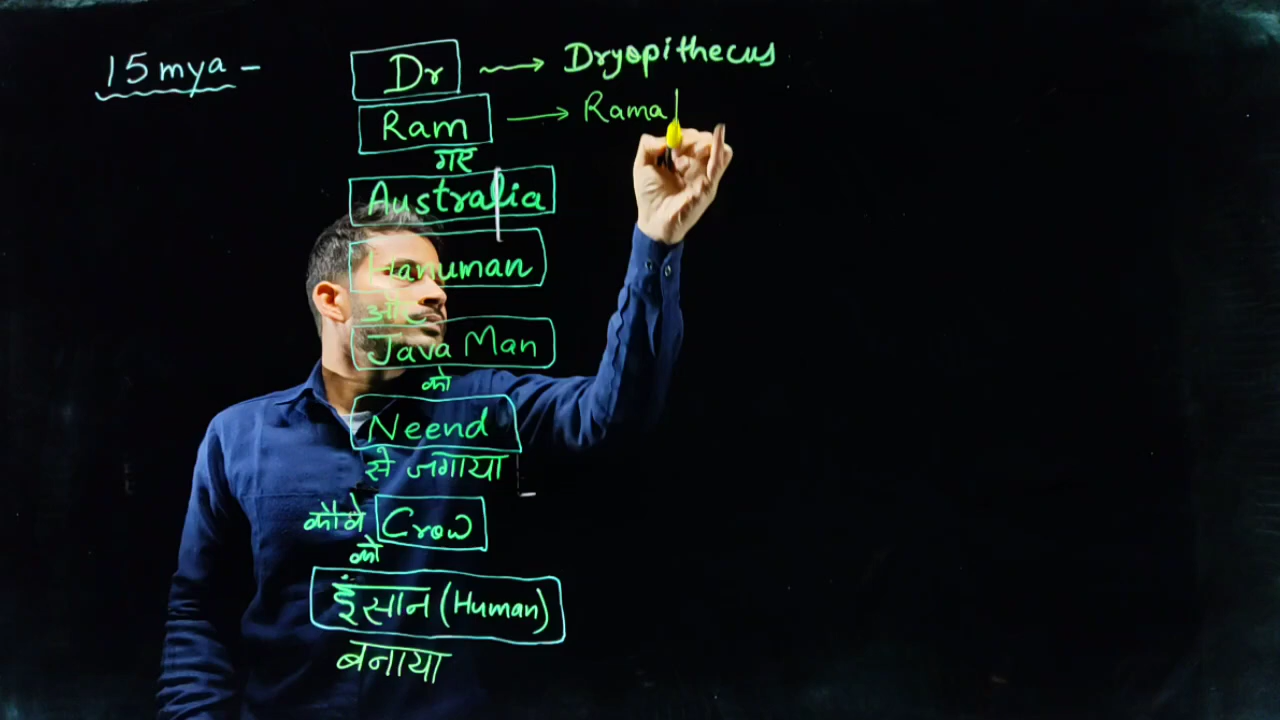 15 mya - Dr → Dryopithecus
Ram → Rama
गए
Australia
Hanuman
और
Java Man
को
Neend
से जगाया
कौवे Crow
को
इंसान (Human)
बनाया